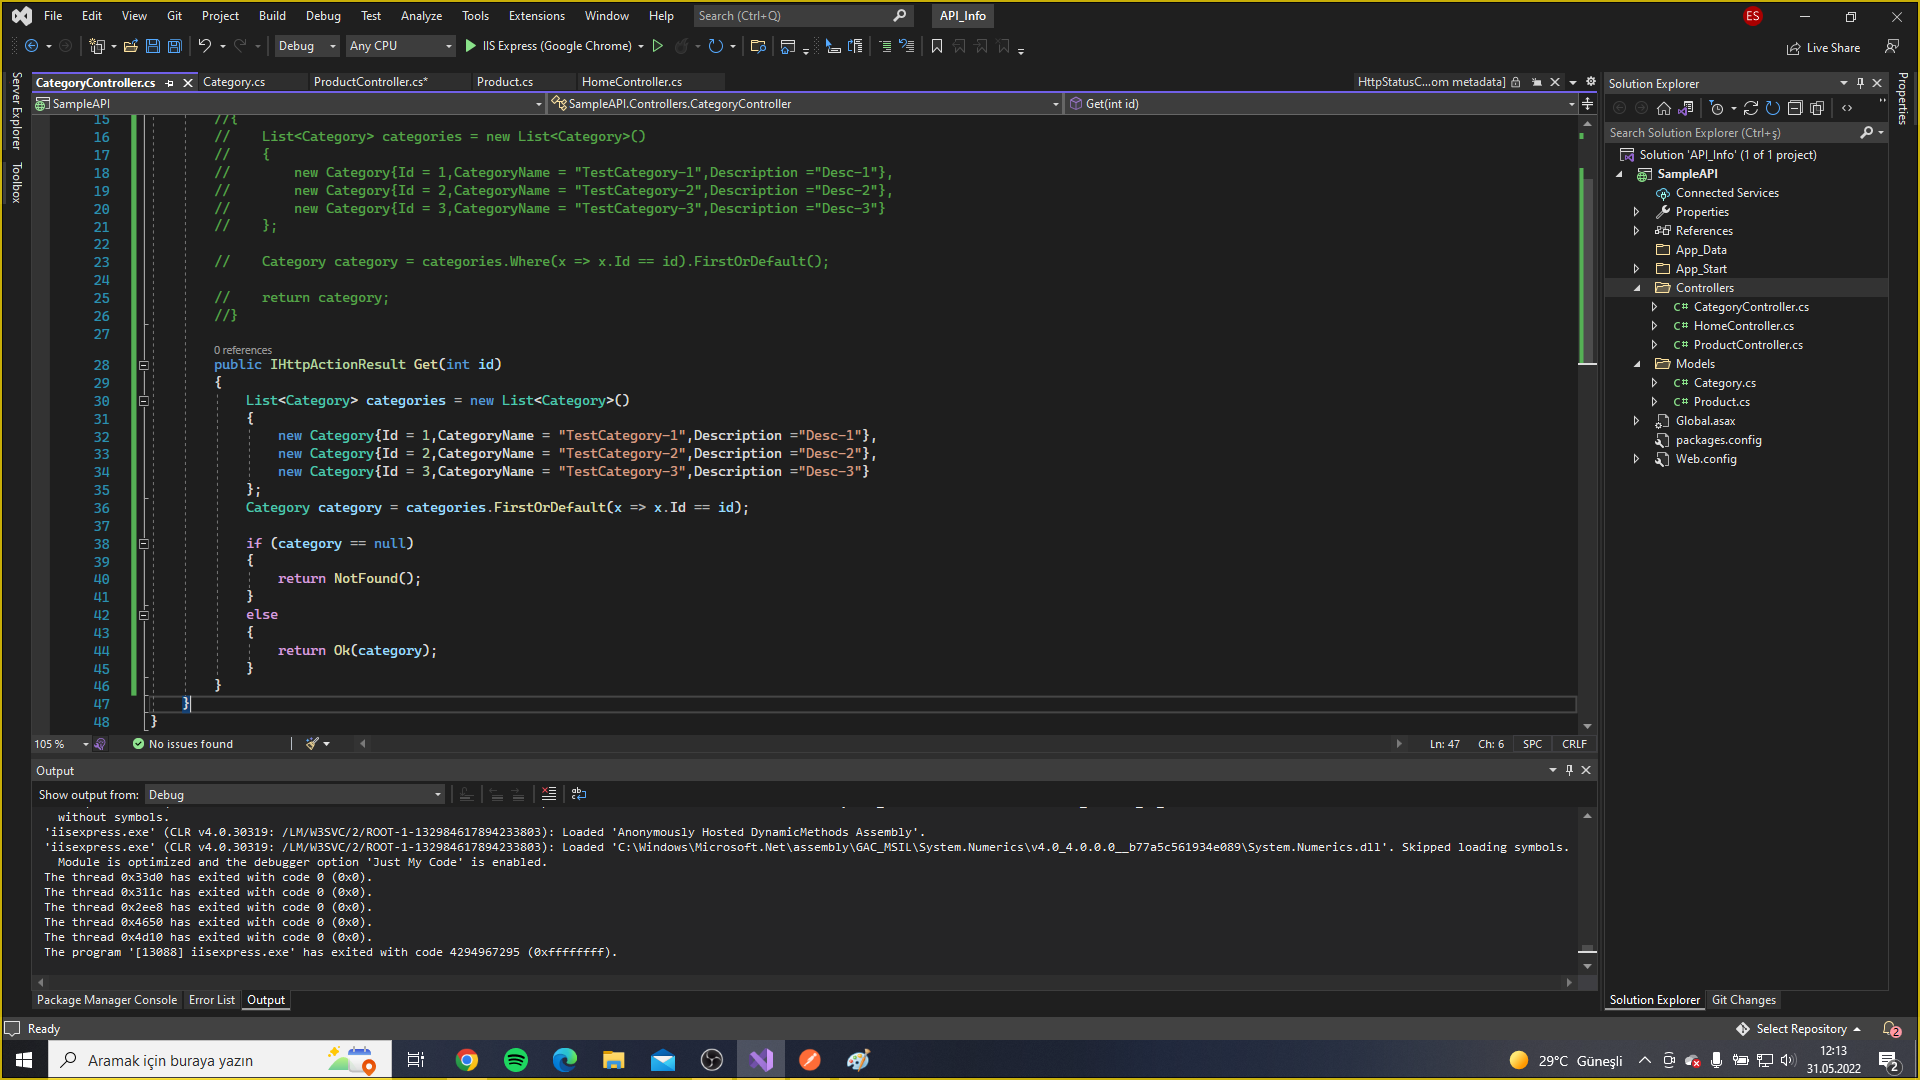 File Edit View Git Project Build Debug Test Analyze Tools Extensions Window Help Search (Ctrl+Q) API_Info ES
Debug Any CPU IIS Express (Google Chrome) Live Share
CategoryController.cs Category.cs ProductController.cs* Product.cs HomeController.cs HttpStatusC...om metadata]
SampleAPI SampleAPI.Controllers.CategoryController Get(int id)
Server Explorer
Toolbox
15 //{
16 // List<Category> categories = new List<Category>()
17 // {
18 // new Category{Id = 1,CategoryName = "TestCategory-1",Description ="Desc-1"},
19 // new Category{Id = 2,CategoryName = "TestCategory-2",Description ="Desc-2"},
20 // new Category{Id = 3,CategoryName = "TestCategory-3",Description ="Desc-3"}
21 // };
22
23 // Category category = categories.Where(x => x.Id == id).FirstOrDefault();
24
25 // return category;
26 //}
27
0 references
28 public IHttpActionResult Get(int id)
29 {
30 List<Category> categories = new List<Category>()
31 {
32 new Category{Id = 1,CategoryName = "TestCategory-1",Description ="Desc-1"},
33 new Category{Id = 2,CategoryName = "TestCategory-2",Description ="Desc-2"},
34 new Category{Id = 3,CategoryName = "TestCategory-3",Description ="Desc-3"}
35 };
36 Category category = categories.FirstOrDefault(x => x.Id == id);
37
38 if (category == null)
39 {
40 return NotFound();
41 }
42 else
43 {
44 return Ok(category);
45 }
46 }
47 }
48 }
105 % No issues found Ln: 47 Ch: 6 SPC CRLF
Output
Show output from: Debug
without symbols.
'iisexpress.exe' (CLR v4.0.30319: /LM/W3SVC/2/ROOT-1-132984617894233803): Loaded 'Anonymously Hosted DynamicMethods Assembly'.
'iisexpress.exe' (CLR v4.0.30319: /LM/W3SVC/2/ROOT-1-132984617894233803): Loaded 'C:\Windows\Microsoft.Net\assembly\GAC_MSIL\System.Numerics\v4.0_4.0.0.0__b77a5c561934e089\System.Numerics.dll'. Skipped loading symbols.
Module is optimized and the debugger option 'Just My Code' is enabled.
The thread 0x33d0 has exited with code 0 (0x0).
The thread 0x311c has exited with code 0 (0x0).
The thread 0x2ee8 has exited with code 0 (0x0).
The thread 0x4650 has exited with code 0 (0x0).
The thread 0x4d10 has exited with code 0 (0x0).
The program '[13088] iisexpress.exe' has exited with code 4294967295 (0xffffffff).
Package Manager Console Error List Output
Solution Explorer
Search Solution Explorer (Ctrl+ş)
Solution 'API_Info' (1 of 1 project)
SampleAPI
Connected Services
Properties
References
App_Data
App_Start
Controllers
C# CategoryController.cs
C# HomeController.cs
C# ProductController.cs
Models
C# Category.cs
C# Product.cs
Global.asax
packages.config
Web.config
Solution Explorer Git Changes
Properties
Ready Select Repository 2
Aramak için buraya yazın 29°C Güneşli 12:13
31.05.2022 2